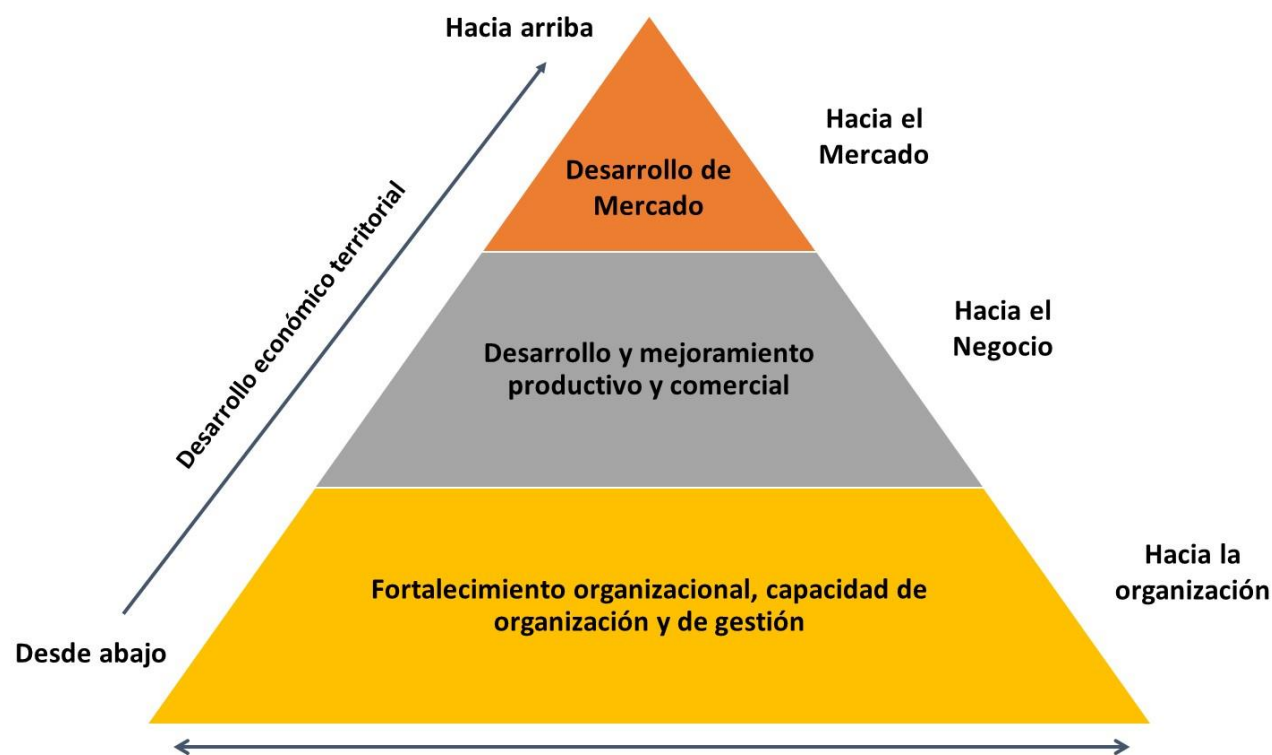 Hacia arriba
Hacia el
Mercado
Desarrollo de
Mercado
Desarrollo económico territorial
Hacia el
Negocio
Desarrollo y mejoramiento
productivo y comercial
Hacia la
organización
Fortalecimiento organizacional, capacidad de
organización y de gestión
Desde abajo